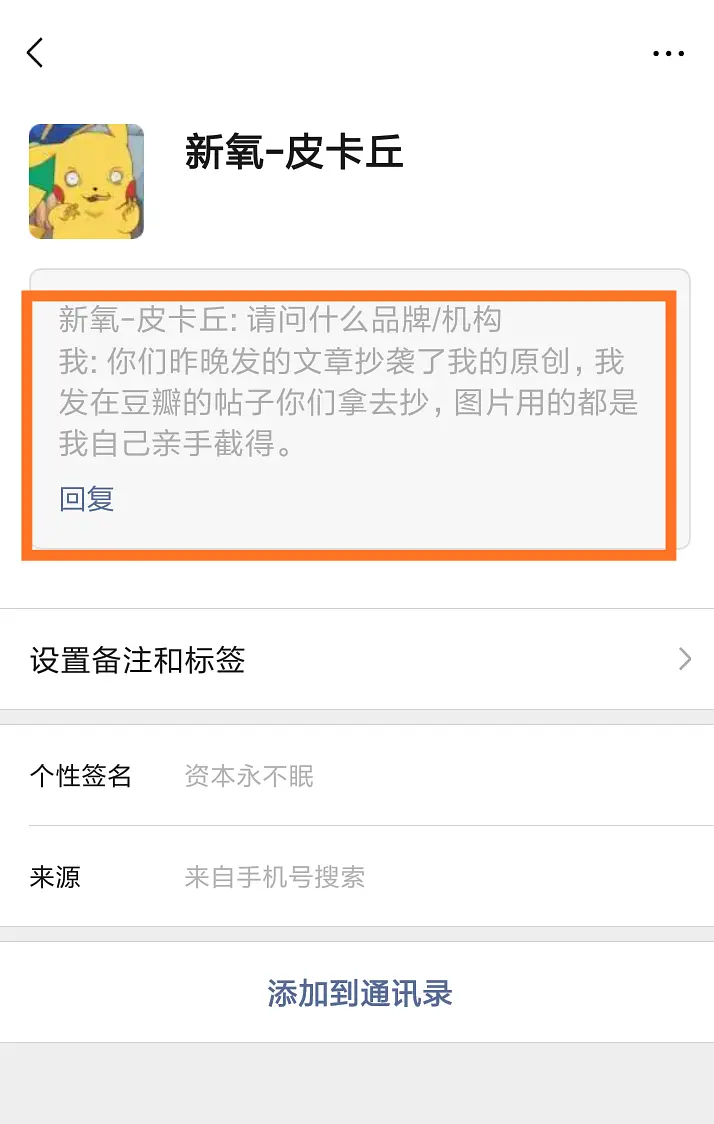 新氧-皮卡丘
新氧-皮卡丘: 请问什么品牌/机构
我: 你们昨晚发的文章抄袭了我的原创, 我
发在豆瓣的帖子你们拿去抄, 图片用的都是
我自己亲手截得。
回复
设置备注和标签
个性签名 资本永不眠
来源 来自手机号搜索
添加到通讯录